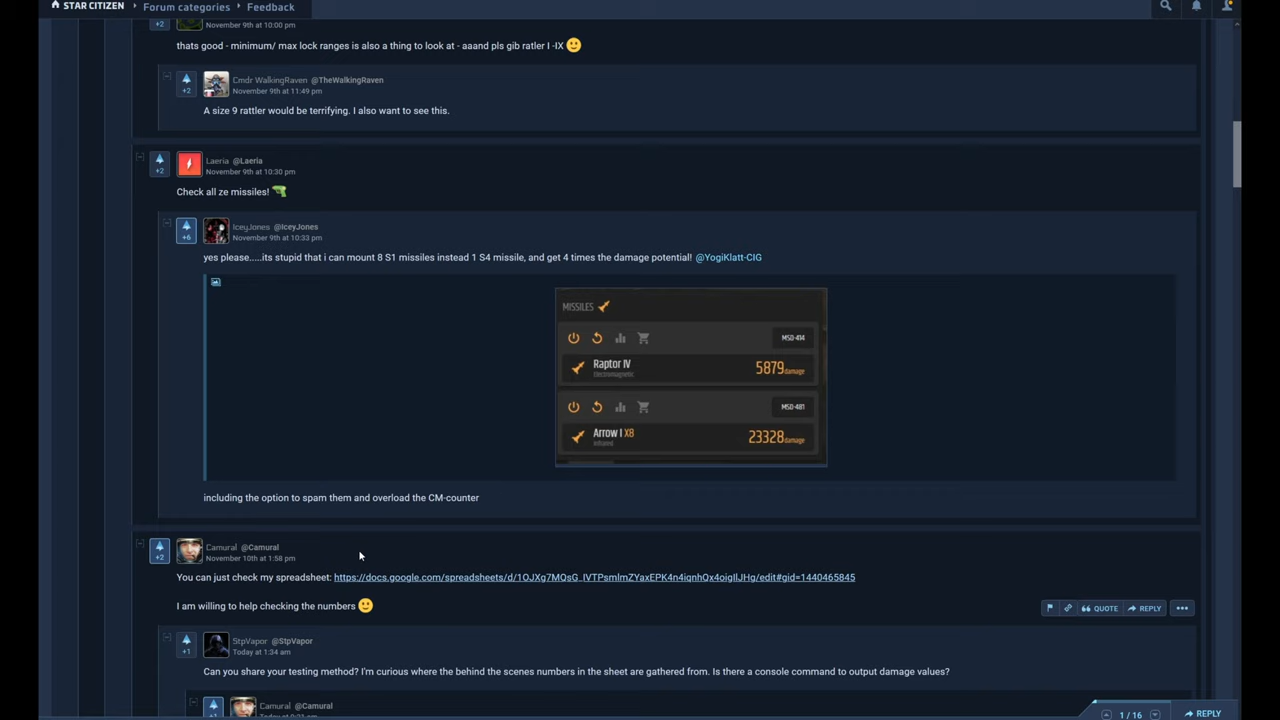 STAR CITIZEN › Forum categories › Feedback
+2
November 9th at 10:00 pm
thats good - minimum/ max lock ranges is also a thing to look at - aaand pls gib ratler I -IX 🙂
+2
Cmdr WalkingRaven @TheWalkingRaven
November 9th at 11:49 pm
A size 9 rattler would be terrifying. I also want to see this.
+2
Laeria @Laeria
November 9th at 10:30 pm
Check all ze missiles! 🔫
+6
IceyJones @IceyJones
November 9th at 10:33 pm
yes please.....its stupid that i can mount 8 S1 missiles instead 1 S4 missile, and get 4 times the damage potential! @YogiKlatt-CIG
MISSILES
MSD-414
Raptor IV
Electromagnetic
5879 damage
MSD-481
Arrow I X8
Infrared
23328 damage
including the option to spam them and overload the CM-counter
+2
Camural @Camural
November 10th at 1:58 pm
You can just check my spreadsheet:
I am willing to help checking the numbers 🙂
QUOTE
REPLY
+1
StpVapor @StpVapor
Today at 1:34 am
Can you share your testing method? I'm curious where the behind the scenes numbers in the sheet are gathered from. Is there a console command to output damage values?
Camural @Camural
1 / 16
REPLY